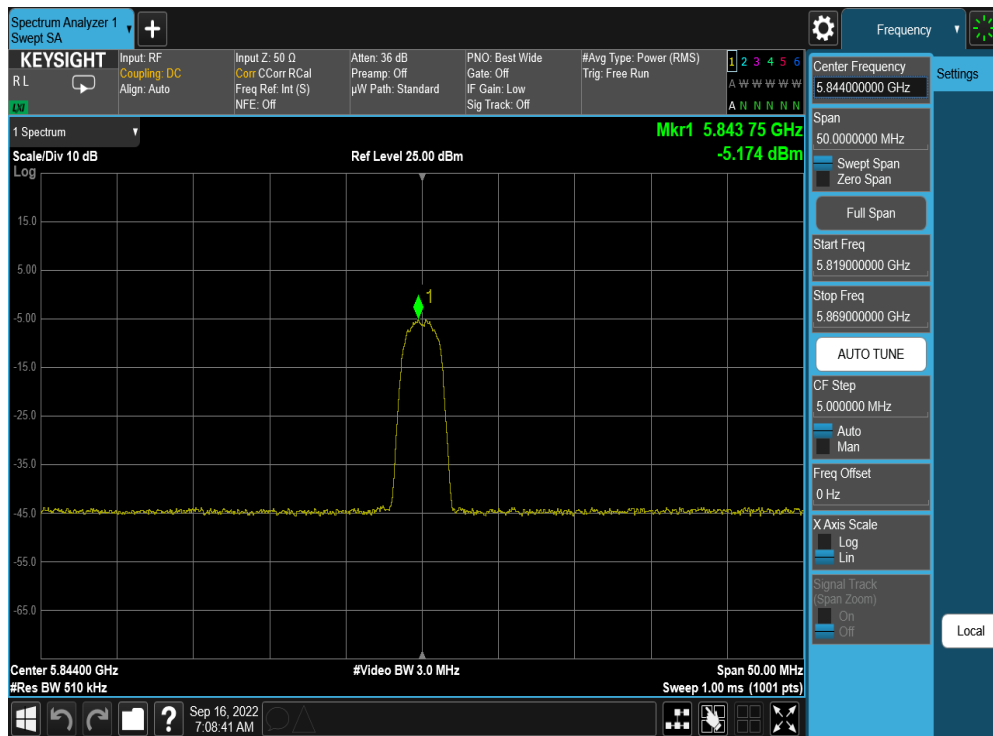 Spectrum Analyzer 1
Swept SA
+
Frequency
KEYSIGHT
R L
LXI
Input: RF
Coupling: DC
Align: Auto
Input Z: 50 Ω
Corr CCorr RCal
Freq Ref: Int (S)
NFE: Off
Atten: 36 dB
Preamp: Off
µW Path: Standard
PNO: Best Wide
Gate: Off
IF Gain: Low
Sig Track: Off
#Avg Type: Power (RMS)
Trig: Free Run
1 2 3 4 5 6
A W W W W W
A N N N N N
1 Spectrum
Scale/Div 10 dB
Log
Ref Level 25.00 dBm
Mkr1 5.843 75 GHz
-5.174 dBm
15.0
5.00
-5.00
-15.0
-25.0
-35.0
-45.0
-55.0
-65.0
1
Center 5.84400 GHz
#Res BW 510 kHz
#Video BW 3.0 MHz
Span 50.00 MHz
Sweep 1.00 ms (1001 pts)
Center Frequency
5.844000000 GHz
Span
50.0000000 MHz
Swept Span
Zero Span
Full Span
Start Freq
5.819000000 GHz
Stop Freq
5.869000000 GHz
AUTO TUNE
CF Step
5.000000 MHz
Auto
Man
Freq Offset
0 Hz
X Axis Scale
Log
Lin
Signal Track
(Span Zoom)
On
Off
Settings
Local
?
Sep 16, 2022
7:08:41 AM